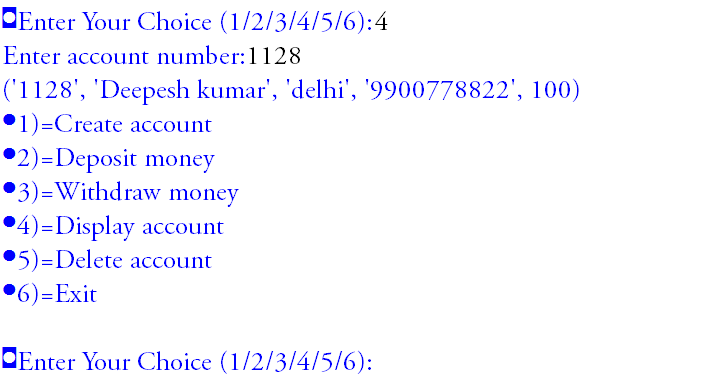 ◘Enter Your Choice (1/2/3/4/5/6):4
Enter account number:1128
('1128', 'Deepesh kumar', 'delhi', '9900778822', 100)
•1)=Create account
•2)=Deposit money
•3)=Withdraw money
•4)=Display account
•5)=Delete account
•6)=Exit
◘Enter Your Choice (1/2/3/4/5/6):